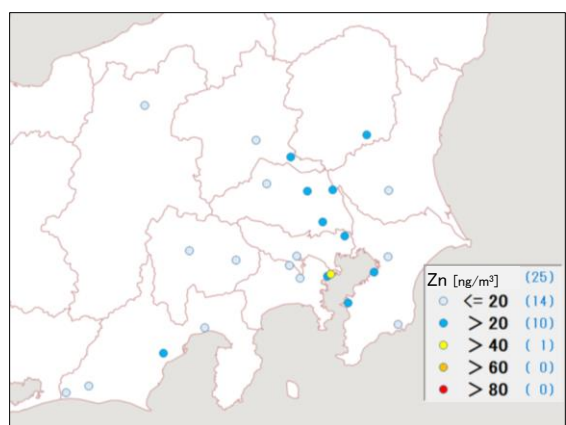 Zn [ng/m³] (25)
<= 20 (14)
> 20 (10)
> 40 ( 1)
> 60 ( 0)
> 80 ( 0)